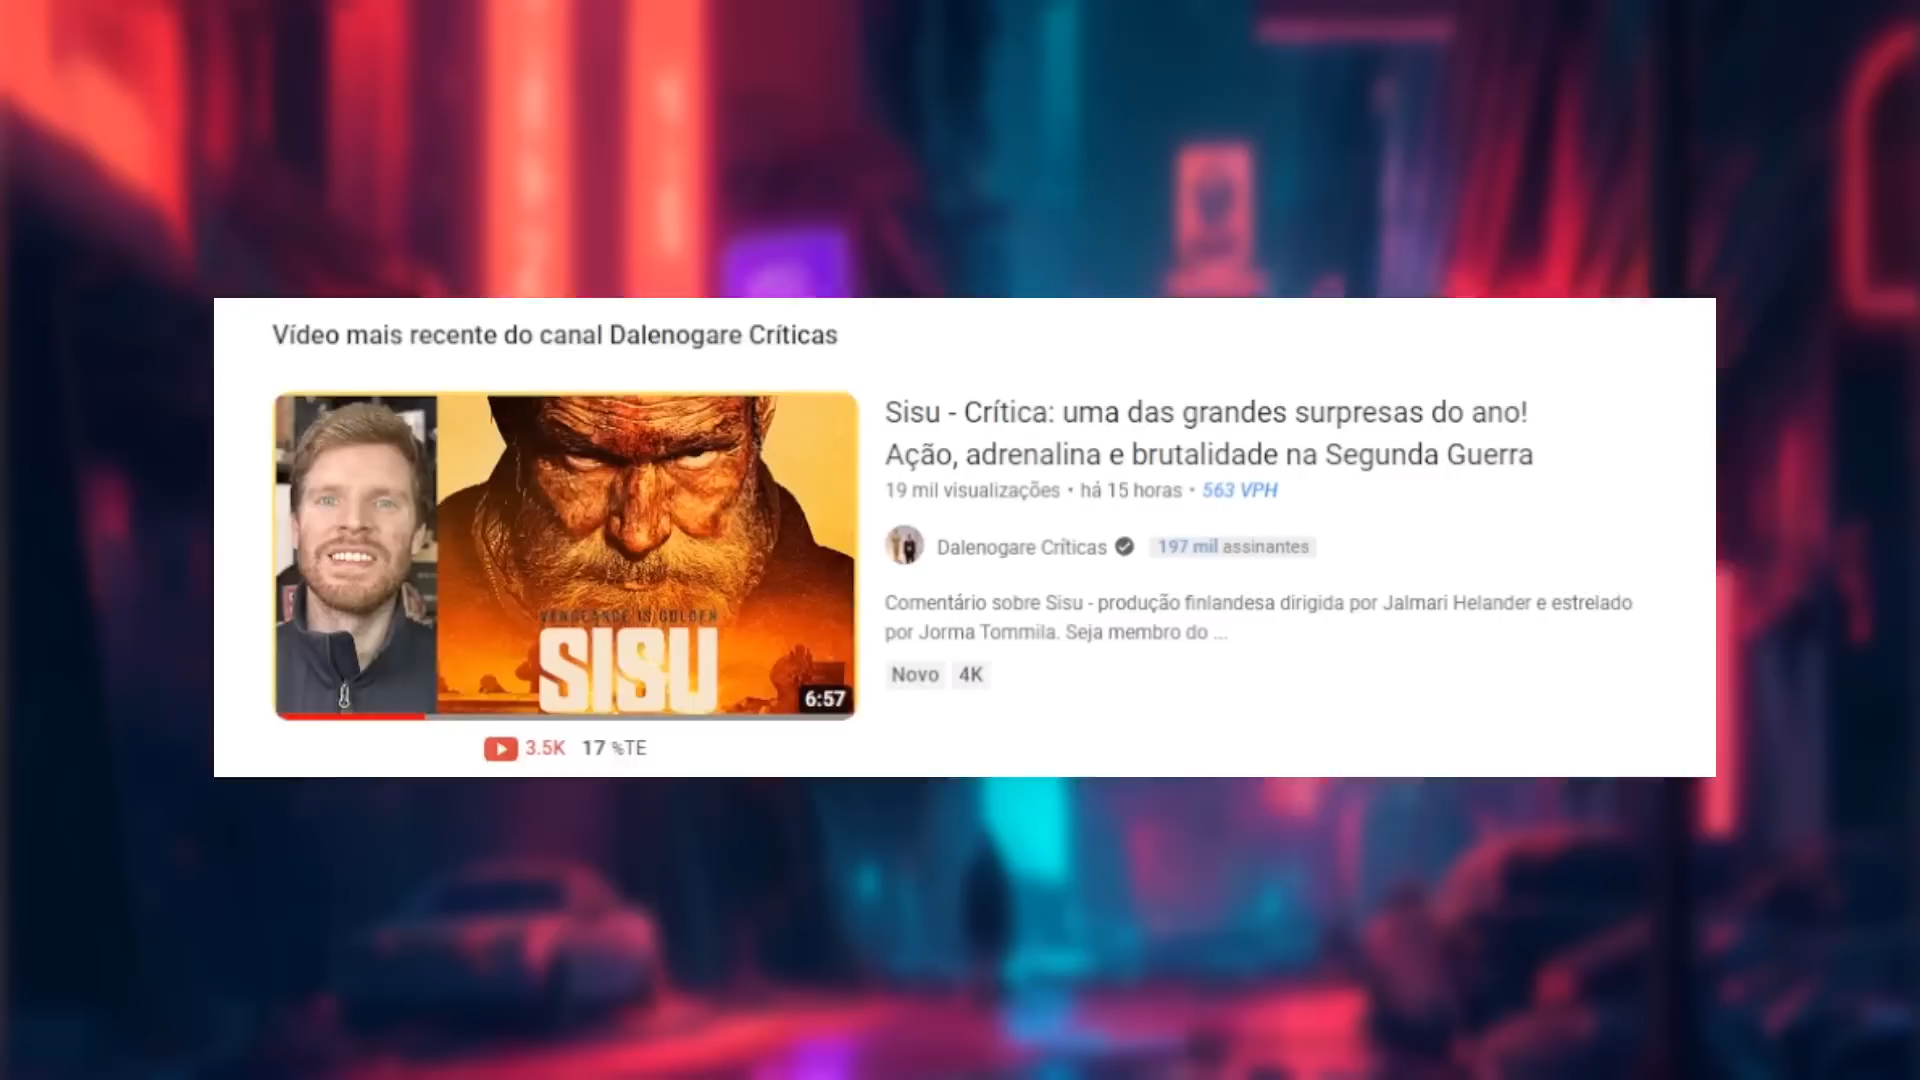 Vídeo mais recente do canal Dalenogare Críticas
VENGEANCE IS GOLDEN
SISU
6:57
3.5K 17 %TE
Sisu - Crítica: uma das grandes surpresas do ano!
Ação, adrenalina e brutalidade na Segunda Guerra
19 mil visualizações • há 15 horas • 563 VPH
Dalenogare Críticas 197 mil assinantes
Comentário sobre Sisu - produção finlandesa dirigida por Jalmari Helander e estrelado
por Jorma Tommila. Seja membro do ...
Novo 4K